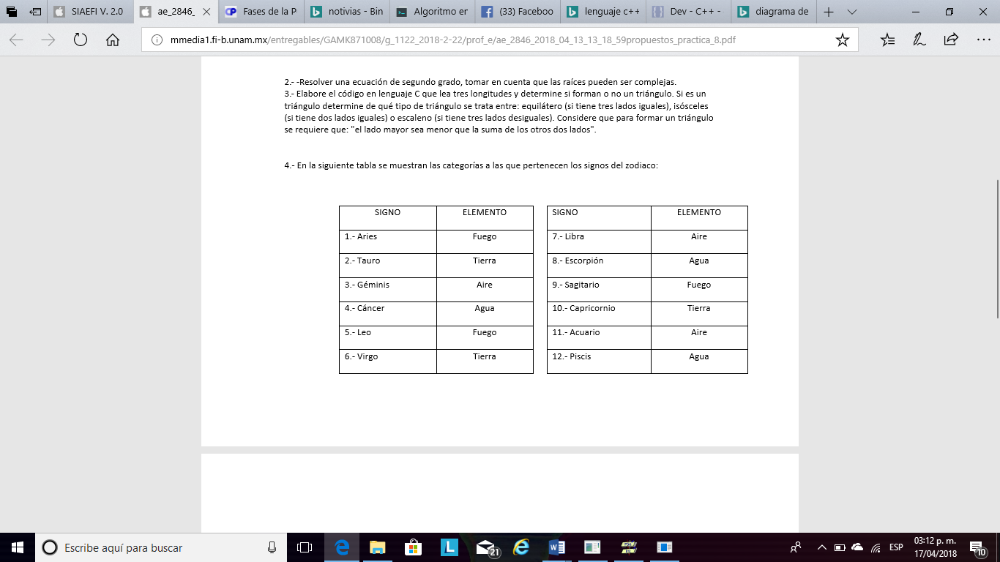 SIAEFI V. 2.0
ae_2846_
Fases de la P
notivias - Bin
Algoritmo er
(33) Faceboo
lenguaje c++
Dev - C++ -
diagrama de
mmedia1.fi-b.unam.mx/entregables/GAMK871008/g_1122_2018-2-22/prof_e/ae_2846_2018_04_13_13_18_59propuestos_practica_8.pdf
2.- -Resolver una ecuación de segundo grado, tomar en cuenta que las raíces pueden ser complejas.
3.- Elabore el código en lenguaje C que lea tres longitudes y determine si forman o no un triángulo. Si es un
triángulo determine de qué tipo de triángulo se trata entre: equilátero (si tiene tres lados iguales), isósceles
(si tiene dos lados iguales) o escaleno (si tiene tres lados desiguales). Considere que para formar un triángulo
se requiere que: "el lado mayor sea menor que la suma de los otros dos lados".
4.- En la siguiente tabla se muestran las categorías a las que pertenecen los signos del zodiaco:
SIGNO ELEMENTO
1.- Aries Fuego
2.- Tauro Tierra
3.- Géminis Aire
4.- Cáncer Agua
5.- Leo Fuego
6.- Virgo Tierra
SIGNO ELEMENTO
7.- Libra Aire
8.- Escorpión Agua
9.- Sagitario Fuego
10.- Capricornio Tierra
11.- Acuario Aire
12.- Piscis Agua
Escribe aquí para buscar
L
21
ESP
03:12 p. m.
17/04/2018
10